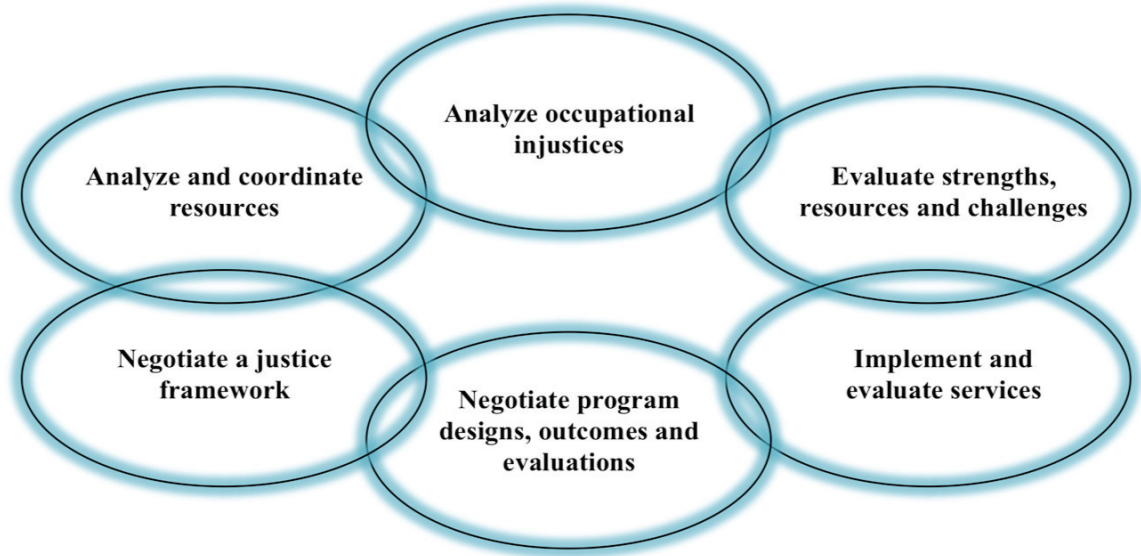 Analyze occupational
injustices
Analyze and coordinate
resources
Evaluate strengths,
resources and challenges
Negotiate a justice
framework
Implement and
evaluate services
Negotiate program
designs, outcomes and
evaluations